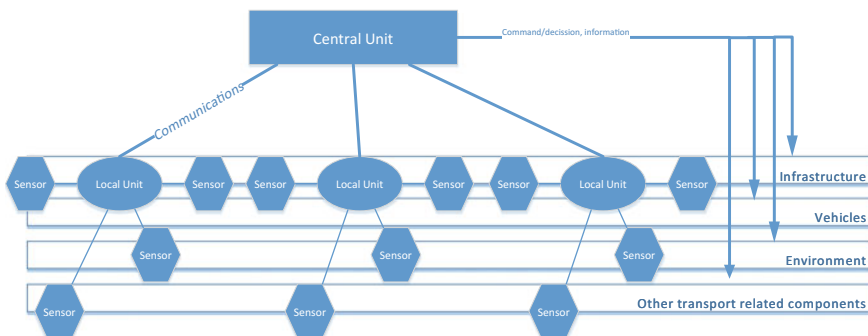 Central Unit
Command/decission, information
Communications
Sensor
Local Unit
Sensor
Sensor
Local Unit
Sensor
Sensor
Local Unit
Sensor
Infrastructure
Vehicles
Sensor
Sensor
Sensor
Environment
Sensor
Sensor
Sensor
Other transport related components